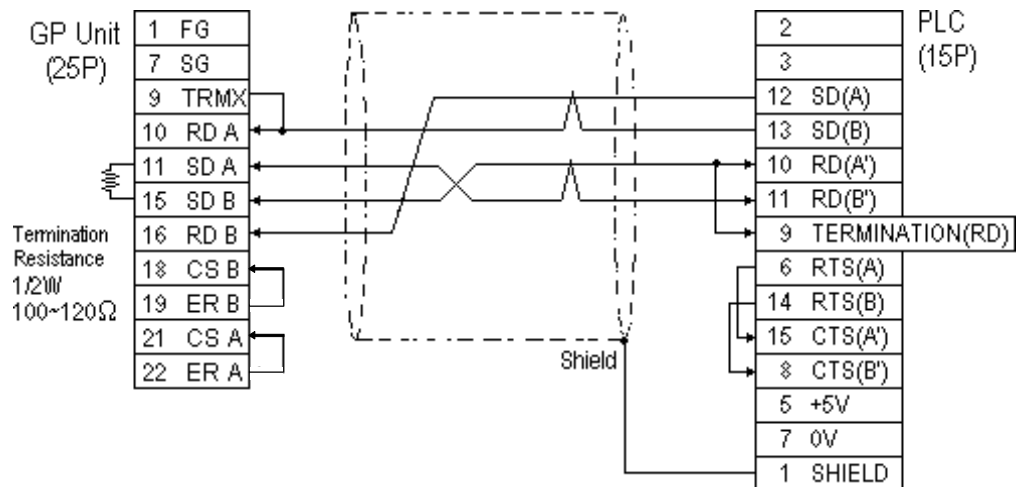 GP Unit
(25P)
1 FG
7 SG
9 TRMX
10 RD A
11 SD A
15 SD B
16 RD B
18 CS B
19 ER B
21 CS A
22 ER A
Termination
Resistance
1/2W
100~120Ω
Shield
PLC
(15P)
2
3
12 SD(A)
13 SD(B)
10 RD(A')
11 RD(B')
9 TERMINATION(RD)
6 RTS(A)
14 RTS(B)
15 CTS(A')
8 CTS(B')
5 +5V
7 0V
1 SHIELD